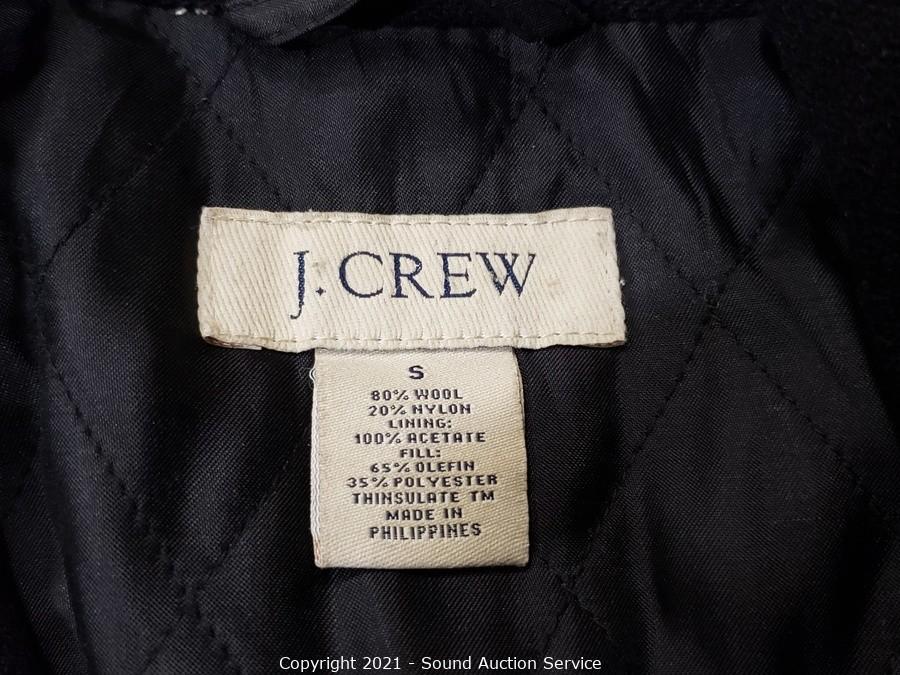 J.CREW
S
80% WOOL
20% NYLON
LINING:
100% ACETATE
FILL:
65% OLEFIN
35% POLYESTER
THINSULATE TM
MADE IN
PHILIPPINES
Copyright 2021 - Sound Auction Service